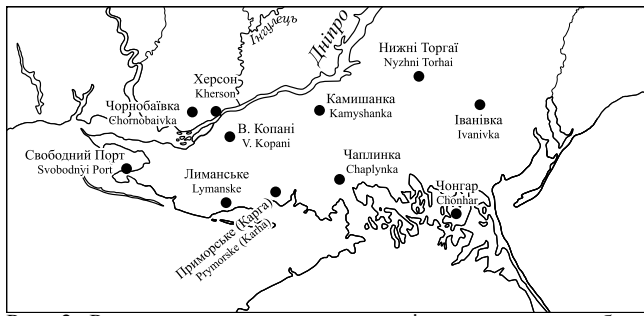 Інгулець
Дніпро
Нижні Торгаї
Nyzhni Torhai
Херсон
Kherson
Чорнобаївка
Chornobaivka
Камишанка
Kamyshanka
Іванівка
Ivanivka
В. Копані
V. Kopani
Свободний Порт
Svobodnyi Port
Лиманське
Lymanske
Чаплинка
Chaplynka
Чонгар
Chonhar
Приморське (Карга)
Prymorske (Karha)